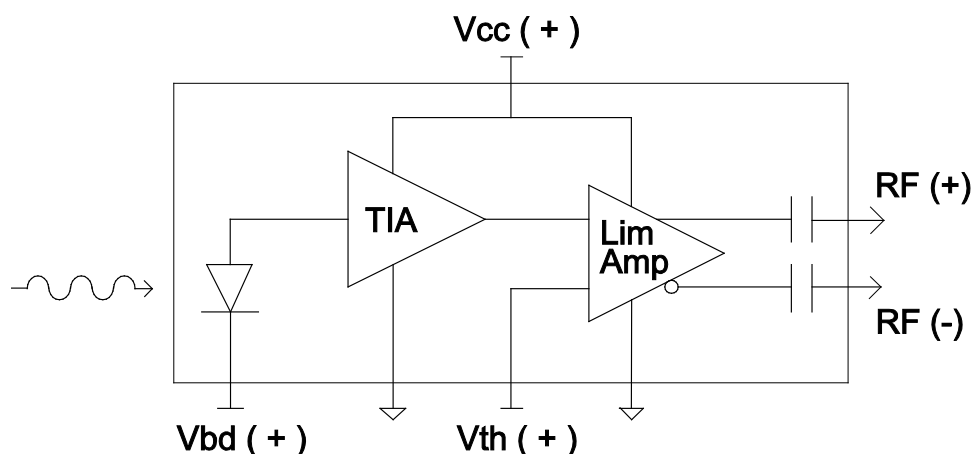 Vcc ( + )
TIA
Lim
Amp
RF (+)
RF (-)
Vbd ( + )
Vth ( + )